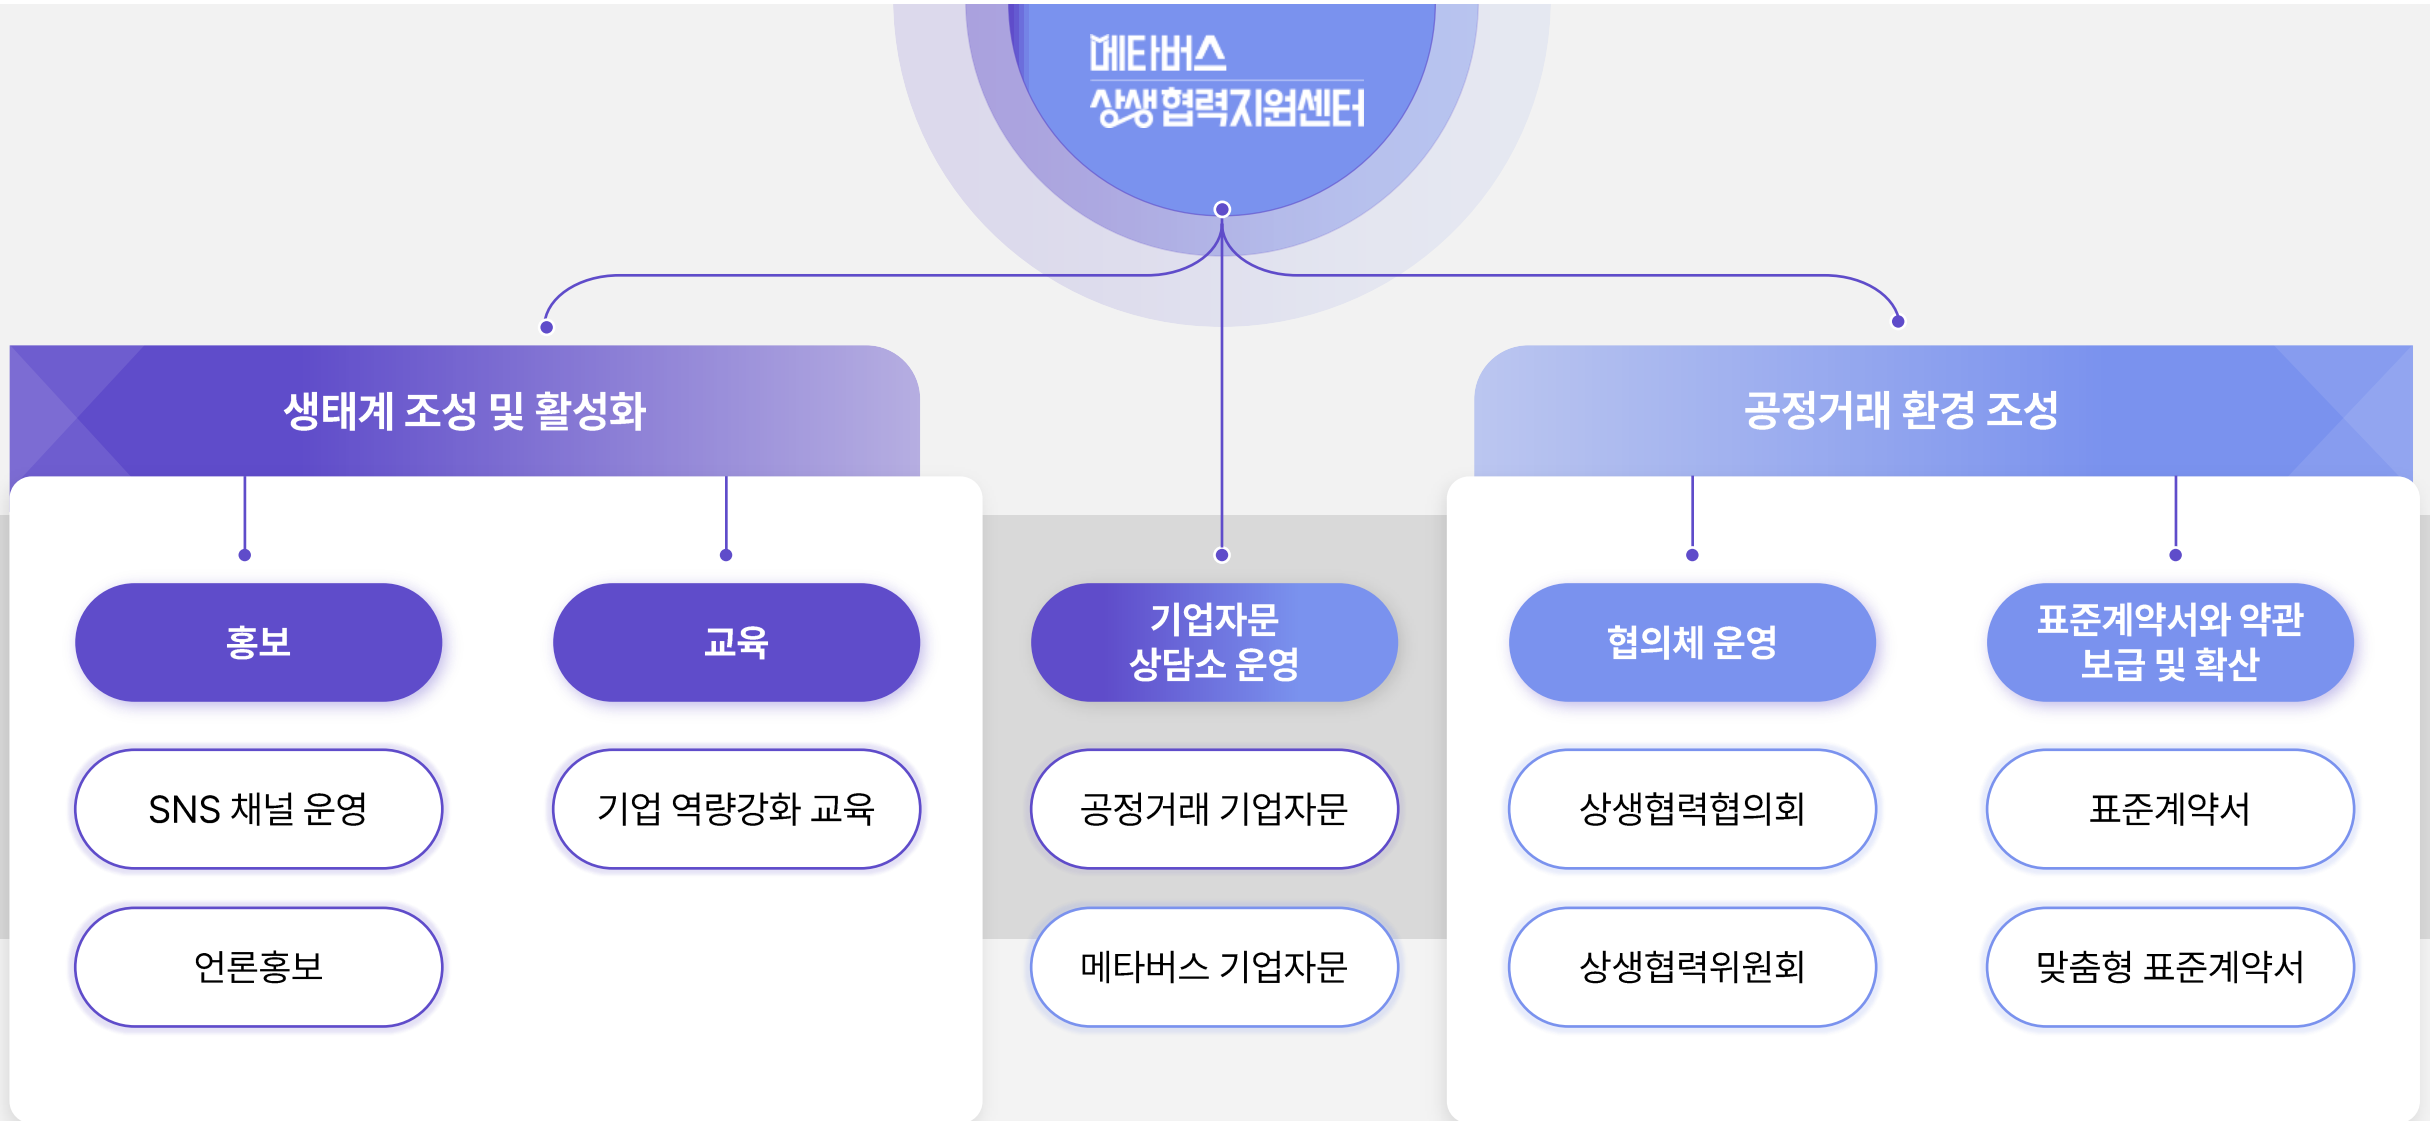 메타버스
상생협력지원센터
생태계 조성 및 활성화
공정거래 환경 조성
홍보
교육
기업자문
상담소 운영
협의체 운영
표준계약서와 약관
보급 및 확산
SNS 채널 운영
기업 역량강화 교육
공정거래 기업자문
상생협력협의회
표준계약서
언론홍보
메타버스 기업자문
상생협력위원회
맞춤형 표준계약서